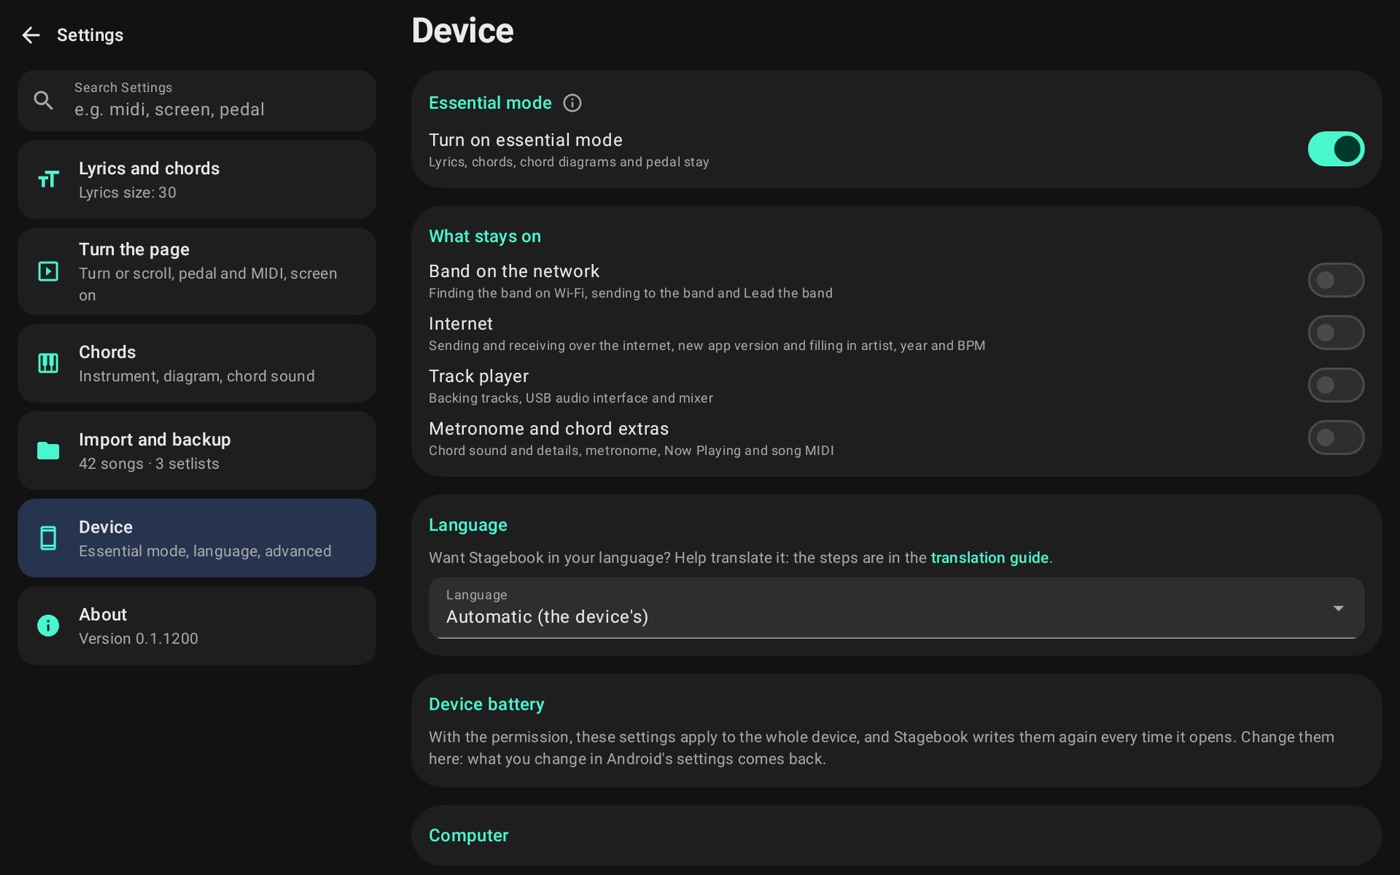 Settings
Search Settings
e.g. midi, screen, pedal
Lyrics and chords
Lyrics size: 30
Turn the page
Turn or scroll, pedal and MIDI, screen
on
Chords
Instrument, diagram, chord sound
Import and backup
42 songs · 3 setlists
Device
Essential mode, language, advanced
About
Version 0.1.1200
Device
Essential mode
Turn on essential mode
Lyrics, chords, chord diagrams and pedal stay
What stays on
Band on the network
Finding the band on Wi-Fi, sending to the band and Lead the band
Internet
Sending and receiving over the internet, new app version and filling in artist, year and BPM
Track player
Backing tracks, USB audio interface and mixer
Metronome and chord extras
Chord sound and details, metronome, Now Playing and song MIDI
Language
Want Stagebook in your language? Help translate it: the steps are in the translation guide.
Language
Automatic (the device's)
Device battery
With the permission, these settings apply to the whole device, and Stagebook writes them again every time it opens. Change them
here: what you change in Android's settings comes back.
Computer